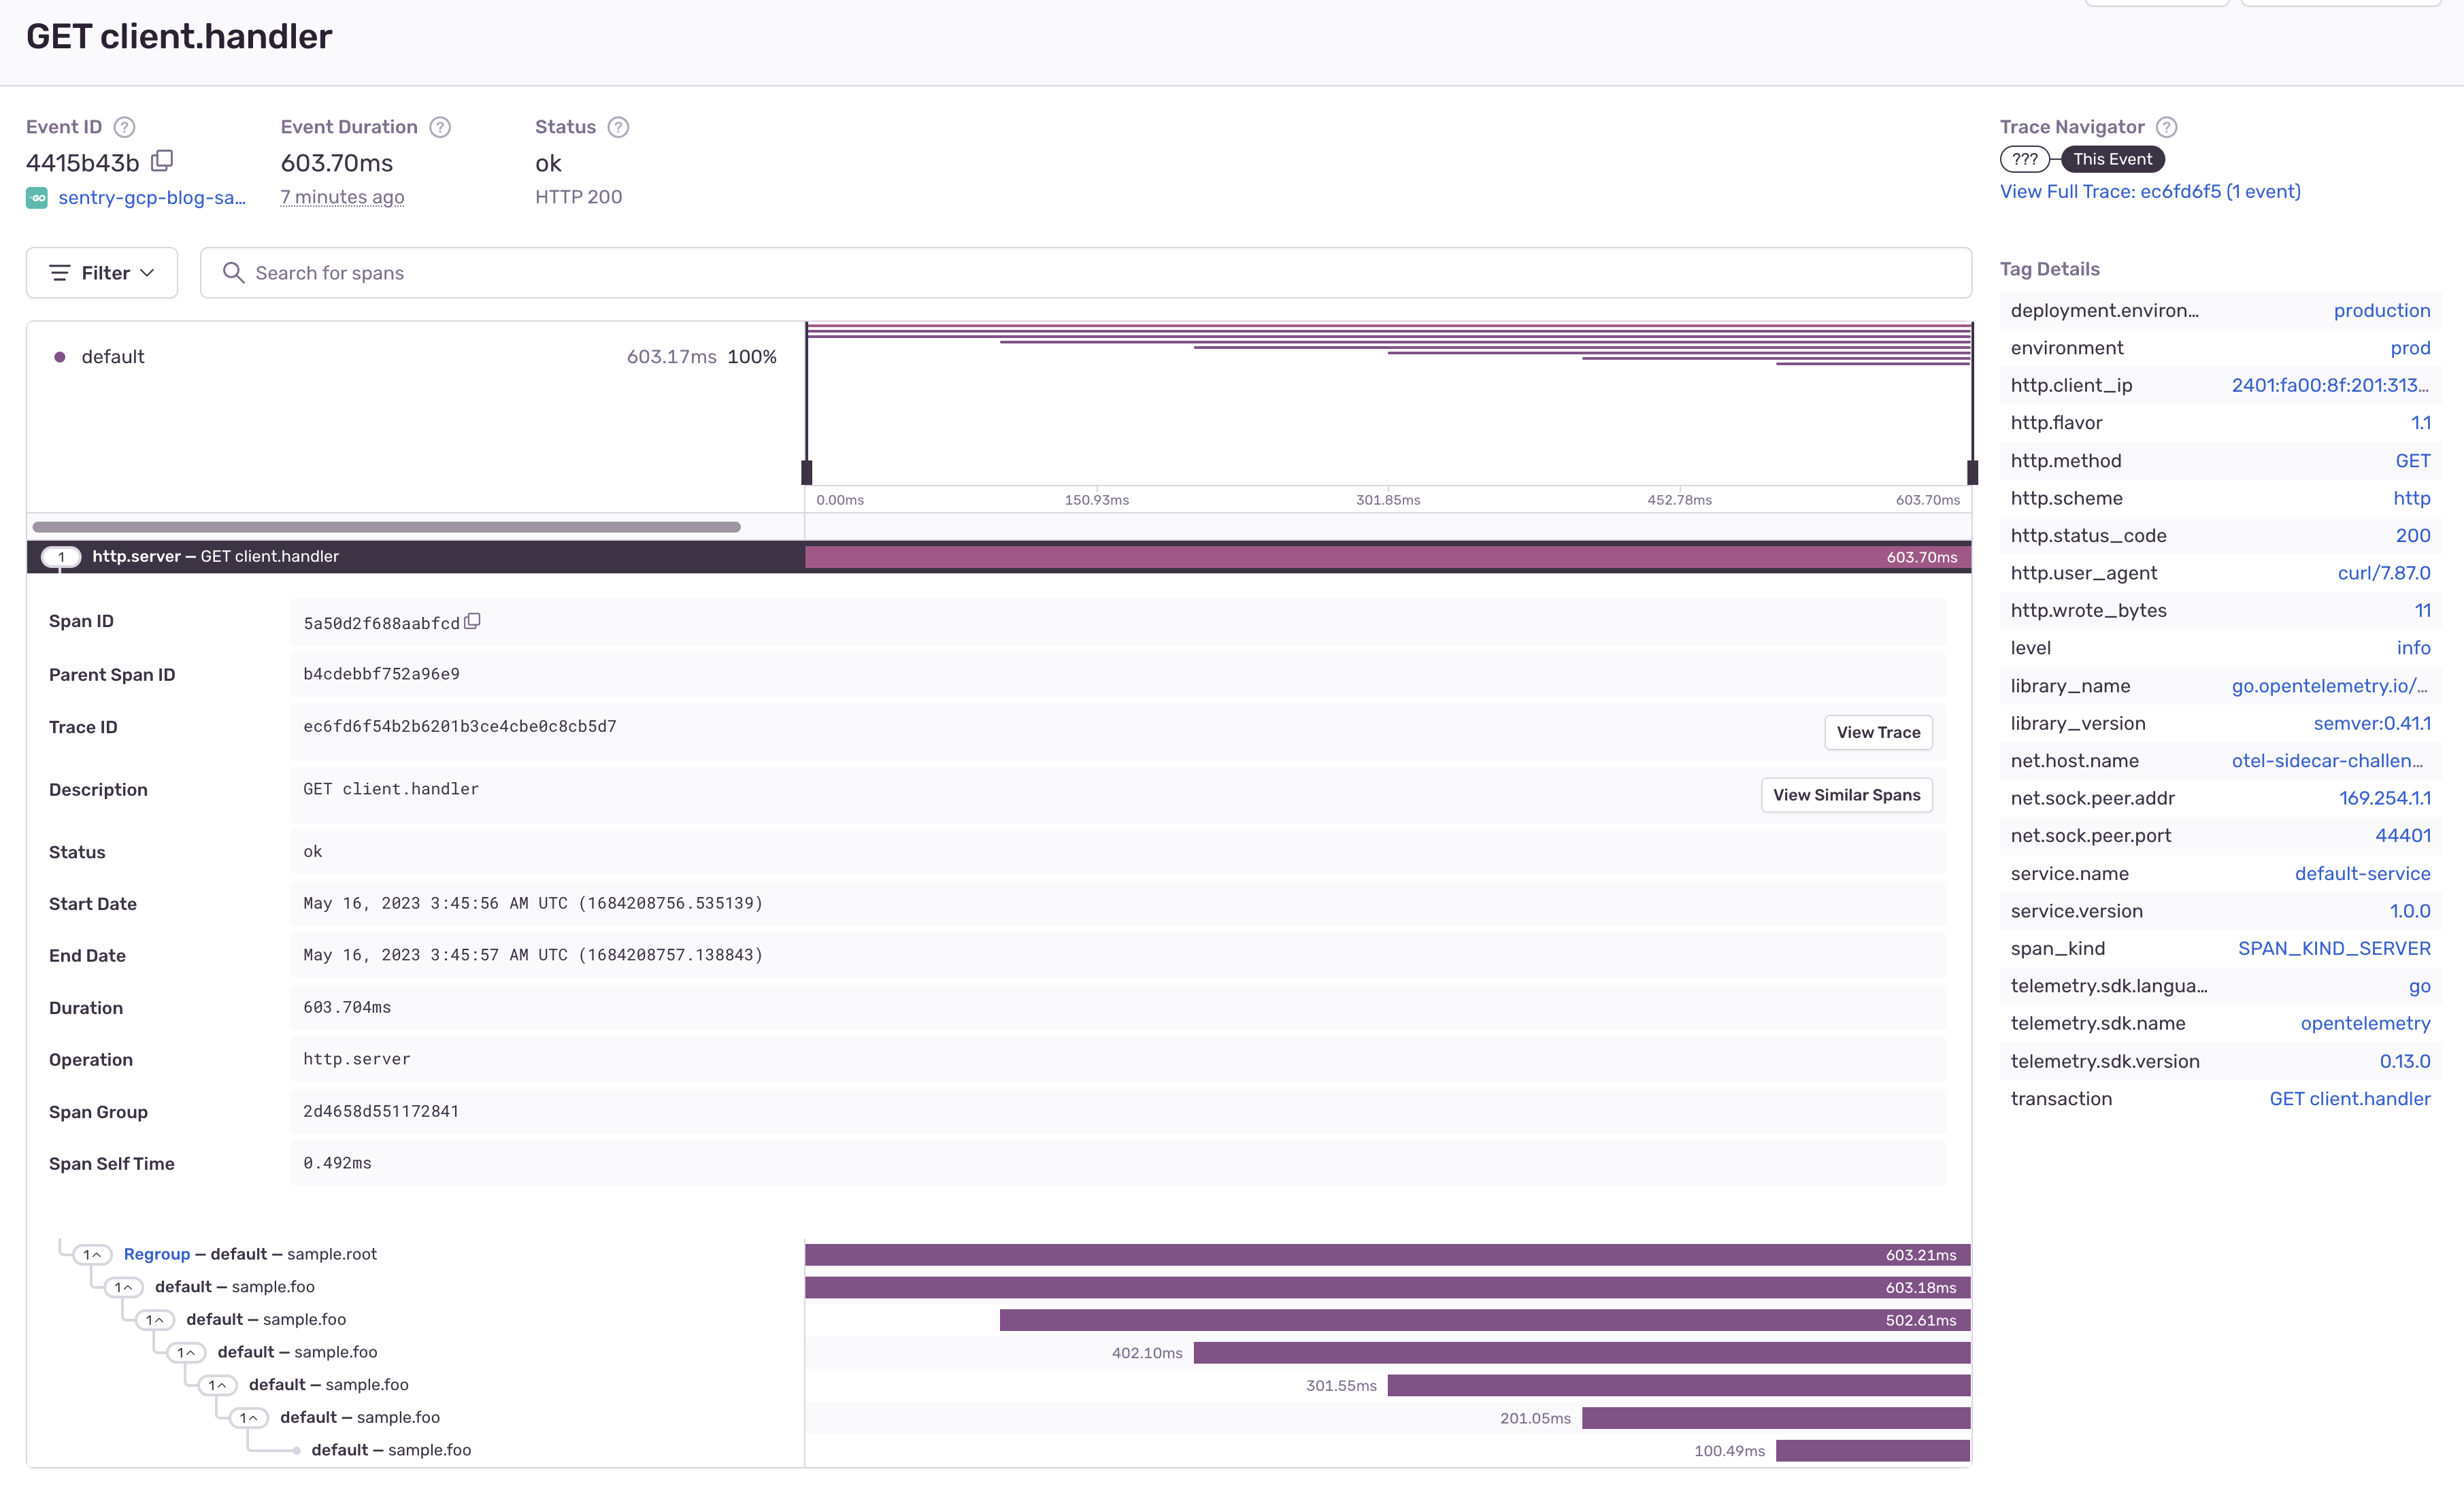 GET client.handler
Event ID
4415b43b
GO
sentry-gcp-blog-sa…
Event Duration
603.70ms
7 minutes ago
Status
ok
HTTP 200
Trace Navigator
???
This Event
View Full Trace: ec6fd6f5 (1 event)
Filter
Search for spans
default 603.17ms 100%
0.00ms 150.93ms 301.85ms 452.78ms 603.70ms
1 http.server — GET client.handler 603.70ms
Span ID 5a50d2f688aabfcd
Parent Span ID b4cdebbf752a96e9
Trace ID ec6fd6f54b2b6201b3ce4cbe0c8cb5d7 View Trace
Description GET client.handler View Similar Spans
Status ok
Start Date May 16, 2023 3:45:56 AM UTC (1684208756.535139)
End Date May 16, 2023 3:45:57 AM UTC (1684208757.138843)
Duration 603.704ms
Operation http.server
Span Group 2d4658d551172841
Span Self Time 0.492ms
1 Regroup — default — sample.root 603.21ms
1 default — sample.foo 603.18ms
1 default — sample.foo 502.61ms
1 default — sample.foo 402.10ms
1 default — sample.foo 301.55ms
1 default — sample.foo 201.05ms
default — sample.foo 100.49ms
Tag Details
deployment.environ… production
environment prod
http.client_ip 2401:fa00:8f:201:313…
http.flavor 1.1
http.method GET
http.scheme http
http.status_code 200
http.user_agent curl/7.87.0
http.wrote_bytes 11
level info
library_name go.opentelemetry.io/…
library_version semver:0.41.1
net.host.name otel-sidecar-challen…
net.sock.peer.addr 169.254.1.1
net.sock.peer.port 44401
service.name default-service
service.version 1.0.0
span_kind SPAN_KIND_SERVER
telemetry.sdk.langua… go
telemetry.sdk.name opentelemetry
telemetry.sdk.version 0.13.0
transaction GET client.handler